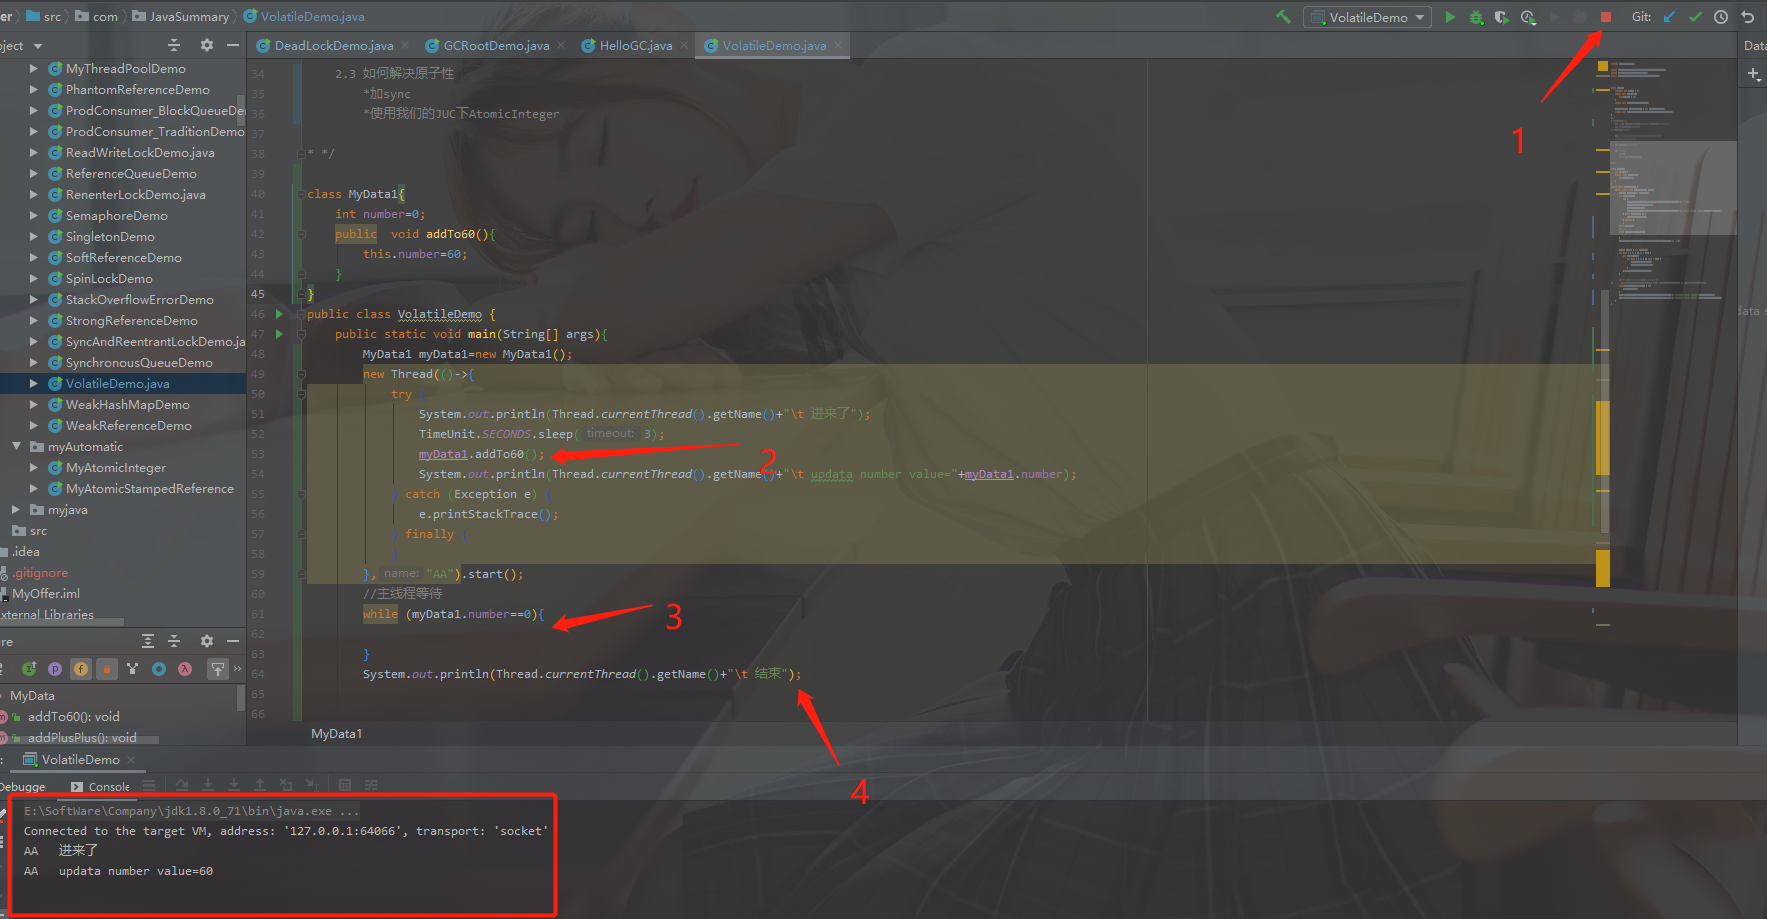 er
src
com
JavaSummary
VolatileDemo.java
VolatileDemo
Git:
oject
DeadLockDemo.java
GCRootDemo.java
HelloGC.java
VolatileDemo.java
Data
MyThreadPoolDemo
PhantomReferenceDemo
ProdConsumer_BlockQueueDe
ProdConsumer_TraditionDemo
ReadWriteLockDemo.java
ReferenceQueueDemo
RenenterLockDemo.java
SemaphoreDemo
SingletonDemo
SoftReferenceDemo
SpinLockDemo
StackOverflowErrorDemo
StrongReferenceDemo
SyncAndReentrantLockDemo.ja
SynchronousQueueDemo
VolatileDemo.java
WeakHashMapDemo
WeakReferenceDemo
myAutomatic
MyAtomicInteger
MyAtomicStampedReference
myjava
src
.idea
.gitignore
MyOffer.iml
xternal Libraries
re
MyData
addTo60(): void
addPlusPlus(): void
34 2.3 如何解决原子性
35 *加sync
36 *使用我们的JUC下AtomicInteger
37
38 * */
39
40 class MyData1{
41 int number=0;
42 public  void addTo60(){
43 this.number=60;
44 }
45 }
46 public class VolatileDemo {
47 public static void main(String[] args){
48 MyData1 myData1=new MyData1();
49 new Thread(()->{
50 try {
51 System.out.println(Thread.currentThread().getName()+"\t 进来了");
52 TimeUnit.SECONDS.sleep( timeout: 3);
53 myData1.addTo60();
54 System.out.println(Thread.currentThread().getName()+"\t updata number value="+myData1.number);
55 } catch (Exception e) {
56 e.printStackTrace();
57 } finally {
58 }
59 }, name: "AA").start();
60 //主线程等待
61 while (myData1.number==0){
62
63 }
64 System.out.println(Thread.currentThread().getName()+"\t 结束");
65
66
1
2
3
4
data s
MyData1
VolatileDemo
Debugge
Console
E:\SoftWare\Company\jdk1.8.0_71\bin\java.exe ...
Connected to the target VM, address: '127.0.0.1:64066', transport: 'socket'
AA 进来了
AA updata number value=60